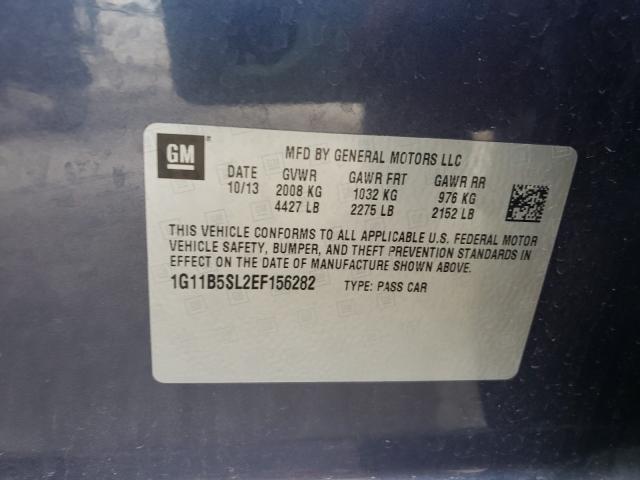 GM
MFD BY GENERAL MOTORS LLC
DATE GVWR GAWR FRT GAWR RR
10/13 2008 KG 1032 KG 976 KG
4427 LB 2275 LB 2152 LB
THIS VEHICLE CONFORMS TO ALL APPLICABLE U.S. FEDERAL MOTOR
VEHICLE SAFETY, BUMPER, AND THEFT PREVENTION STANDARDS IN
EFFECT ON THE DATE OF MANUFACTURE SHOWN ABOVE.
1G11B5SL2EF156282 TYPE: PASS CAR